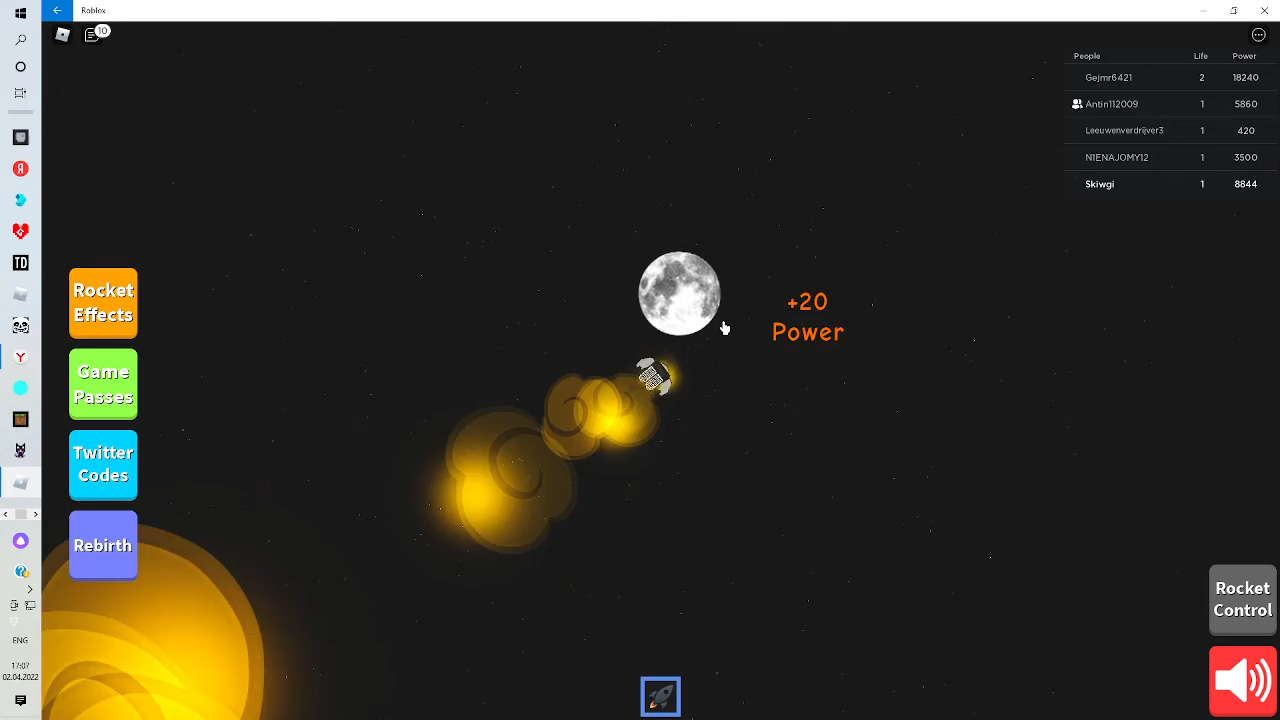 Roblox
10
People Life Power
Gejmr6421 2 18240
Antin112009 1 5860
Leeuwenverdrijver3 1 420
N1ENAJOMY12 1 3500
Skiwgi 1 8844
+20
Power
Rocket
Effects
Game
Passes
Twitter
Codes
Rebirth
Rocket
Control
Я
TD
Y
ENG
17:07
02.04.2022